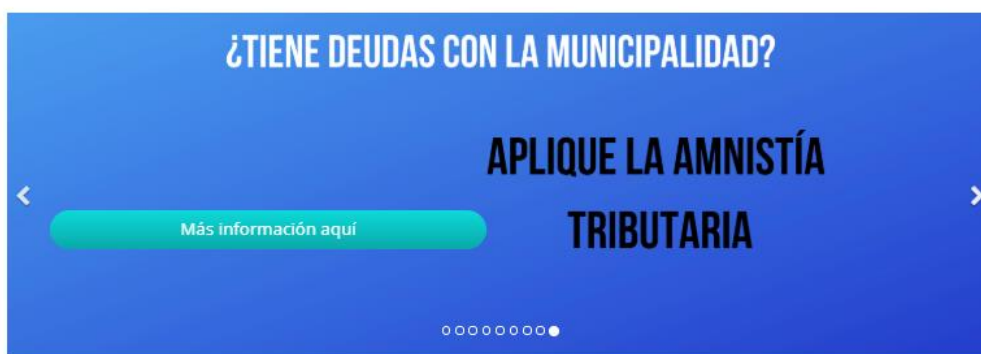 ¿TIENE DEUDAS CON LA MUNICIPALIDAD?
APLIQUE LA AMNISTÍA
TRIBUTARIA
Más información aquí